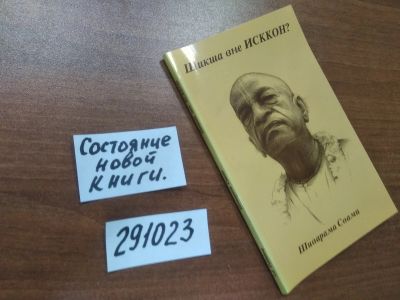 Шикша вне ИСККОН?
Шиварама Свами
Состояние
новой
книги.
291023